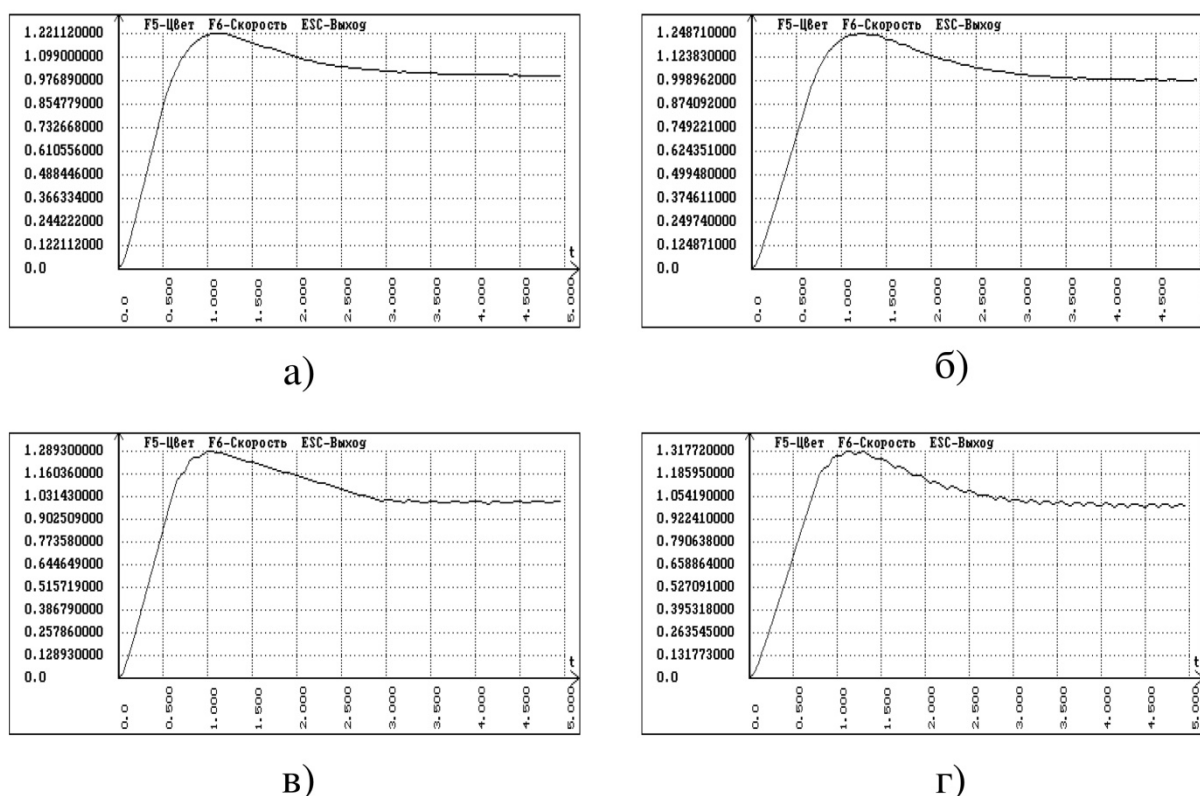 F5-Цвет F6-Скорость ESC-Выход
1.221120000
1.099000000
0.976890000
0.854779000
0.732668000
0.610556000
0.488446000
0.366334000
0.244222000
0.122112000
0.0
t
0.0 0.500 1.000 1.500 2.000 2.500 3.000 3.500 4.000 4.500 5.000
а)
F5-Цвет F6-Скорость ESC-Выход
1.248710000
1.123830000
0.998962000
0.874092000
0.749221000
0.624351000
0.499480000
0.374611000
0.249740000
0.124871000
0.0
0.0 0.500 1.000 1.500 2.000 2.500 3.000 3.500 4.000 4.500
б)
F5-Цвет F6-Скорость ESC-Выход
1.289300000
1.160360000
1.031430000
0.902509000
0.773580000
0.644649000
0.515719000
0.386790000
0.257860000
0.128930000
0.0
t
0.0 0.500 1.000 1.500 2.000 2.500 3.000 3.500 4.000 4.500 5.000
в)
F5-Цвет F6-Скорость ESC-Выход
1.317720000
1.185950000
1.054190000
0.922410000
0.790638000
0.658864000
0.527091000
0.395318000
0.263545000
0.131773000
0.0
t
0.0 0.500 1.000 1.500 2.000 2.500 3.000 3.500 4.000 4.500 5.000
г)